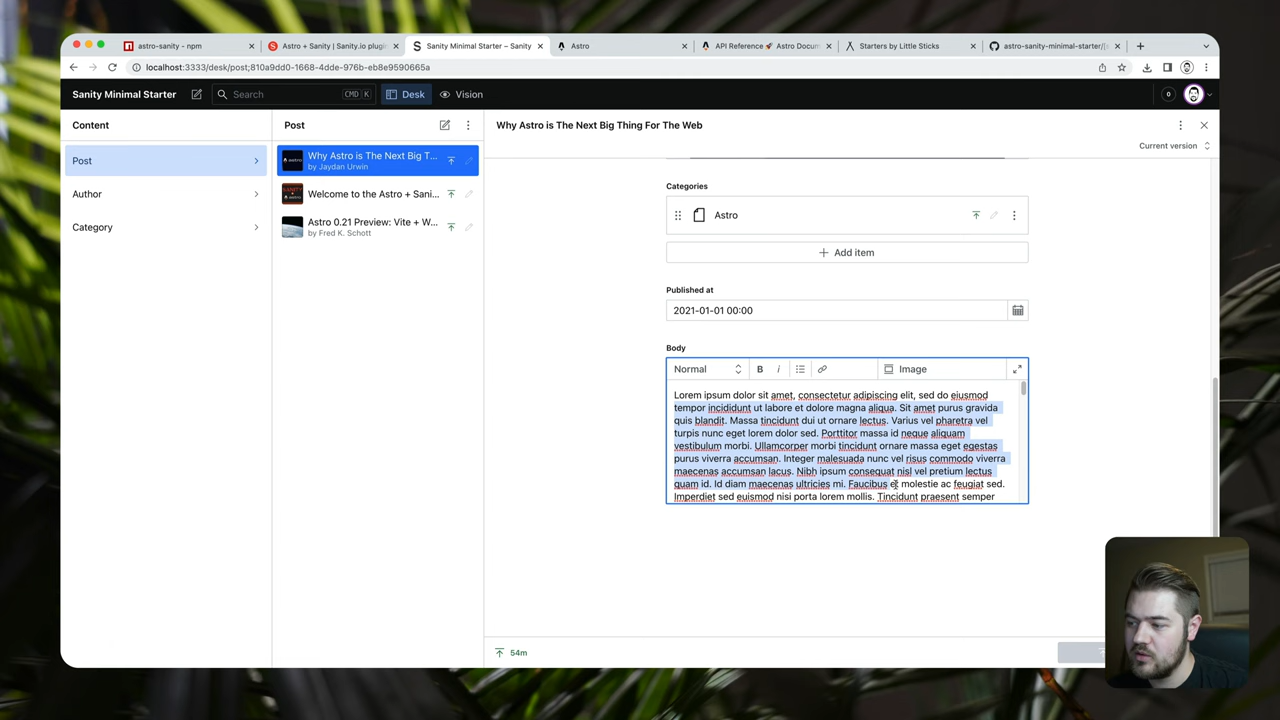 astro-sanity - npm
Astro + Sanity | Sanity.io plugin
Sanity Minimal Starter – Sanity
Astro
API Reference 🚀 Astro Docum
Starters by Little Sticks
astro-sanity-minimal-starter/[s
localhost:3333/desk/post;810a9dd0-1668-4dde-976b-eb8e9590665a
Sanity Minimal Starter
Search
CMD K
Desk
Vision
0
Content
Post
Author
Category
Post
Why Astro is The Next Big T...
by Jaydan Urwin
Welcome to the Astro + Sani...
Astro 0.21 Preview: Vite + W...
by Fred K. Schott
Why Astro is The Next Big Thing For The Web
Current version
Categories
Astro
Add item
Published at
2021-01-01 00:00
Body
Normal
B
i
Image
Lorem ipsum dolor sit amet, consectetur adipiscing elit, sed do eiusmod
tempor incididunt ut labore et dolore magna aliqua. Sit amet purus gravida
quis blandit. Massa tincidunt dui ut ornare lectus. Varius vel pharetra vel
turpis nunc eget lorem dolor sed. Porttitor massa id neque aliquam
vestibulum morbi. Ullamcorper morbi tincidunt ornare massa eget egestas
purus viverra accumsan. Integer malesuada nunc vel risus commodo viverra
maecenas accumsan lacus. Nibh ipsum consequat nisl vel pretium lectus
quam id. Id diam maecenas ultricies mi. Faucibus et molestie ac feugiat sed.
Imperdiet sed euismod nisi porta lorem mollis. Tincidunt praesent semper
54m